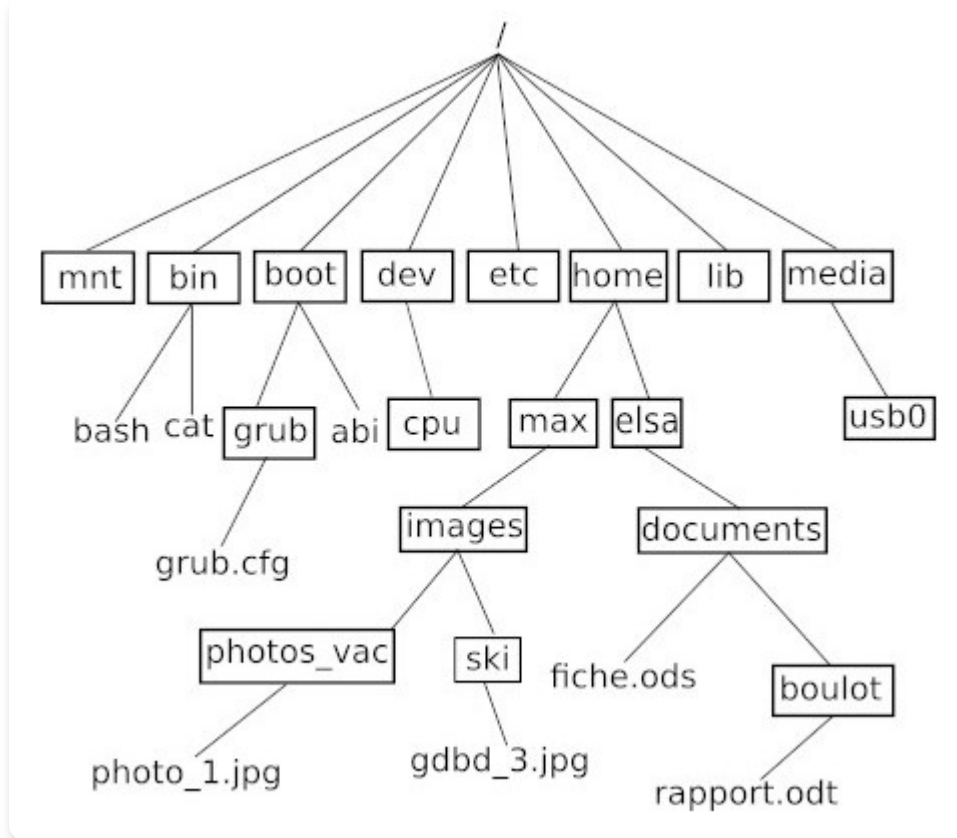 /
mnt bin boot dev etc home lib media
bash cat grub abi cpu max elsa usb0
images documents
grub.cfg
photos_vac ski fiche.ods boulot
photo_1.jpg gdbd_3.jpg rapport.odt